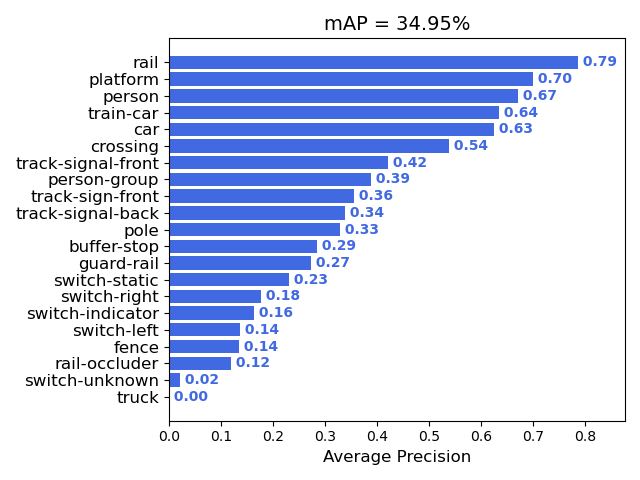 mAP = 34.95%
rail 0.79
platform 0.70
person 0.67
train-car 0.64
car 0.63
crossing 0.54
track-signal-front 0.42
person-group 0.39
track-sign-front 0.36
track-signal-back 0.34
pole 0.33
buffer-stop 0.29
guard-rail 0.27
switch-static 0.23
switch-right 0.18
switch-indicator 0.16
switch-left 0.14
fence 0.14
rail-occluder 0.12
switch-unknown 0.02
truck 0.00
0.0 0.1 0.2 0.3 0.4 0.5 0.6 0.7 0.8
Average Precision